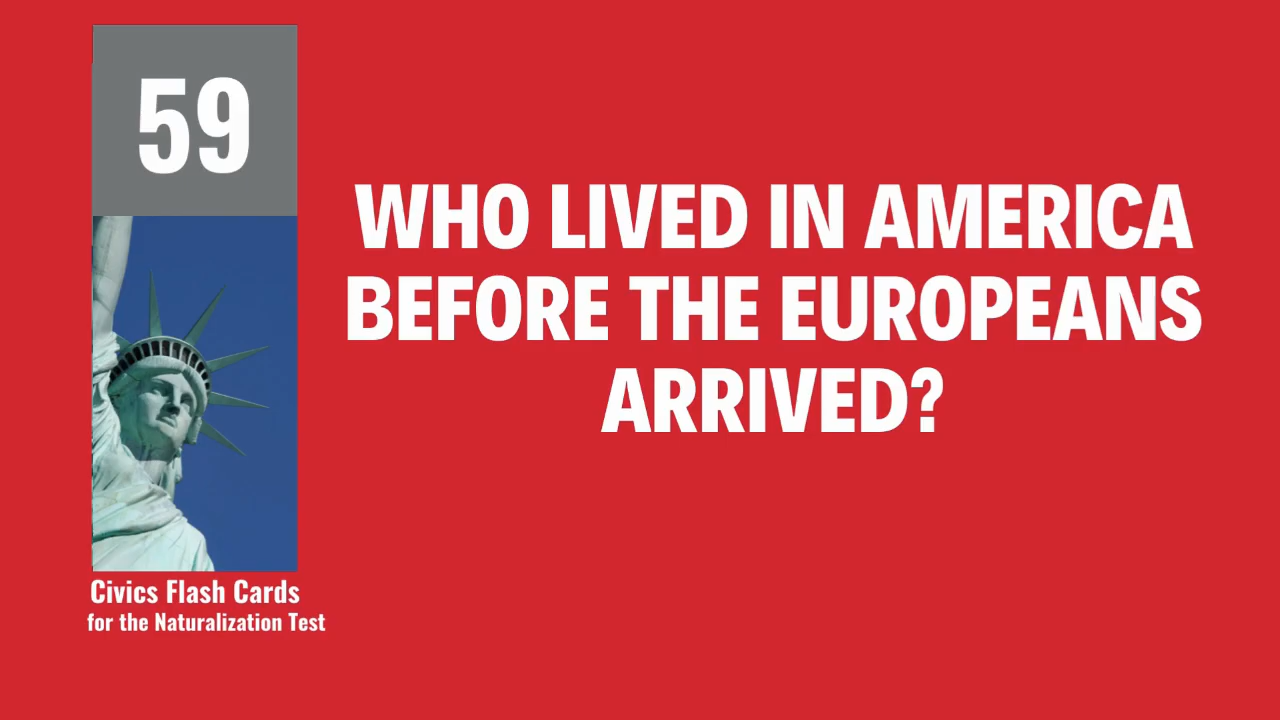 59
WHO LIVED IN AMERICA
BEFORE THE EUROPEANS
ARRIVED?
Civics Flash Cards
for the Naturalization Test